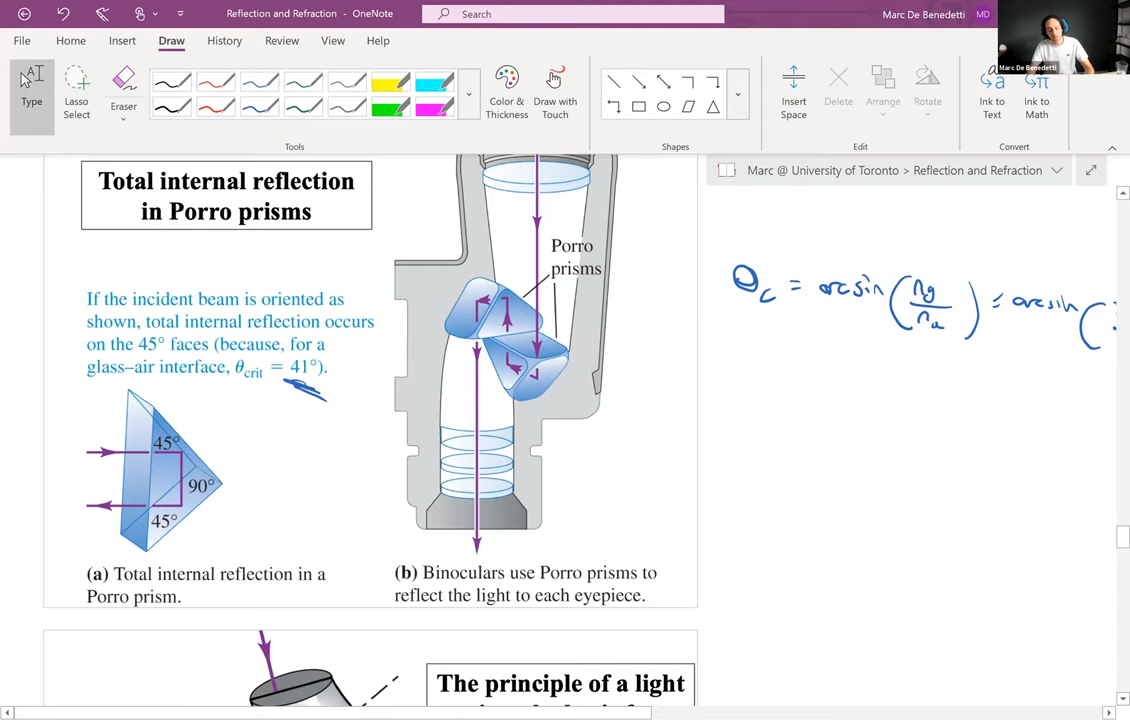 Reflection and Refraction - OneNote
Search
Marc De Benedetti
MD
Marc De Benedetti
File Home Insert Draw History Review View Help
Type
Lasso Select
Eraser
Color & Thickness
Draw with Touch
Insert Space
Delete
Arrange
Rotate
a
Ink to Text
π
Ink to Math
Tools
Shapes
Edit
Convert
Marc @ University of Toronto > Reflection and Refraction
Total internal reflection
in Porro prisms
If the incident beam is oriented as
shown, total internal reflection occurs
on the 45° faces (because, for a
glass–air interface, θcrit = 41°).
45°
90°
45°
(a) Total internal reflection in a
Porro prism.
Porro
prisms
(b) Binoculars use Porro prisms to
reflect the light to each eyepiece.
θc = arcsin (ng/na) = arcsin (
The principle of a light